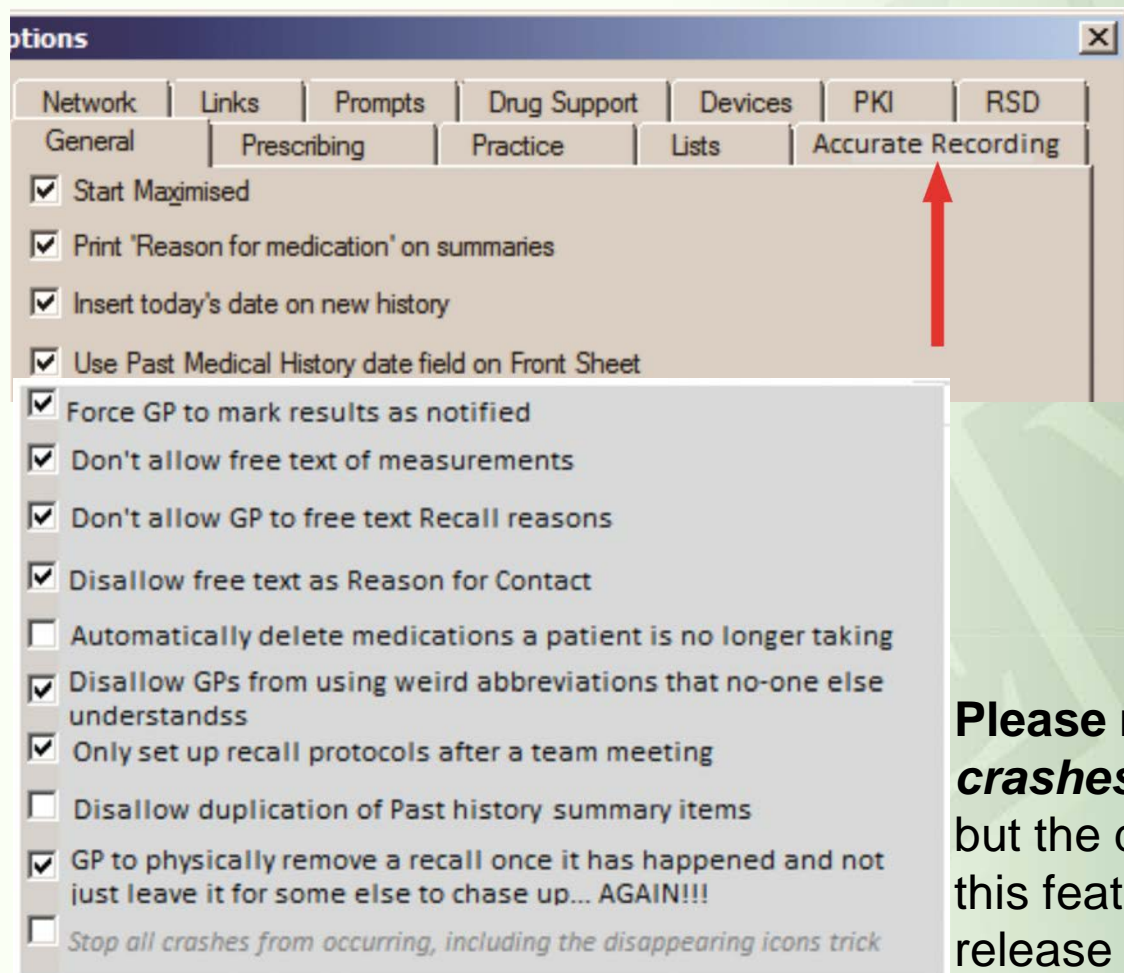 ptions
Network Links Prompts Drug Support Devices PKI RSD
General Prescribing Practice Lists Accurate Recording
Start Maximised
Print 'Reason for medication' on summaries
Insert today's date on new history
Use Past Medical History date field on Front Sheet
Force GP to mark results as notified
Don't allow free text of measurements
Don't allow GP to free text Recall reasons
Disallow free text as Reason for Contact
Automatically delete medications a patient is no longer taking
Disallow GPs from using weird abbreviations that no-one else
understandss
Only set up recall protocols after a team meeting
Disallow duplication of Past history summary items
GP to physically remove a recall once it has happened and not
just leave it for some else to chase up... AGAIN!!!
Stop all crashes from occurring, including the disappearing icons trick
Please
crashes
but the
this feat
release